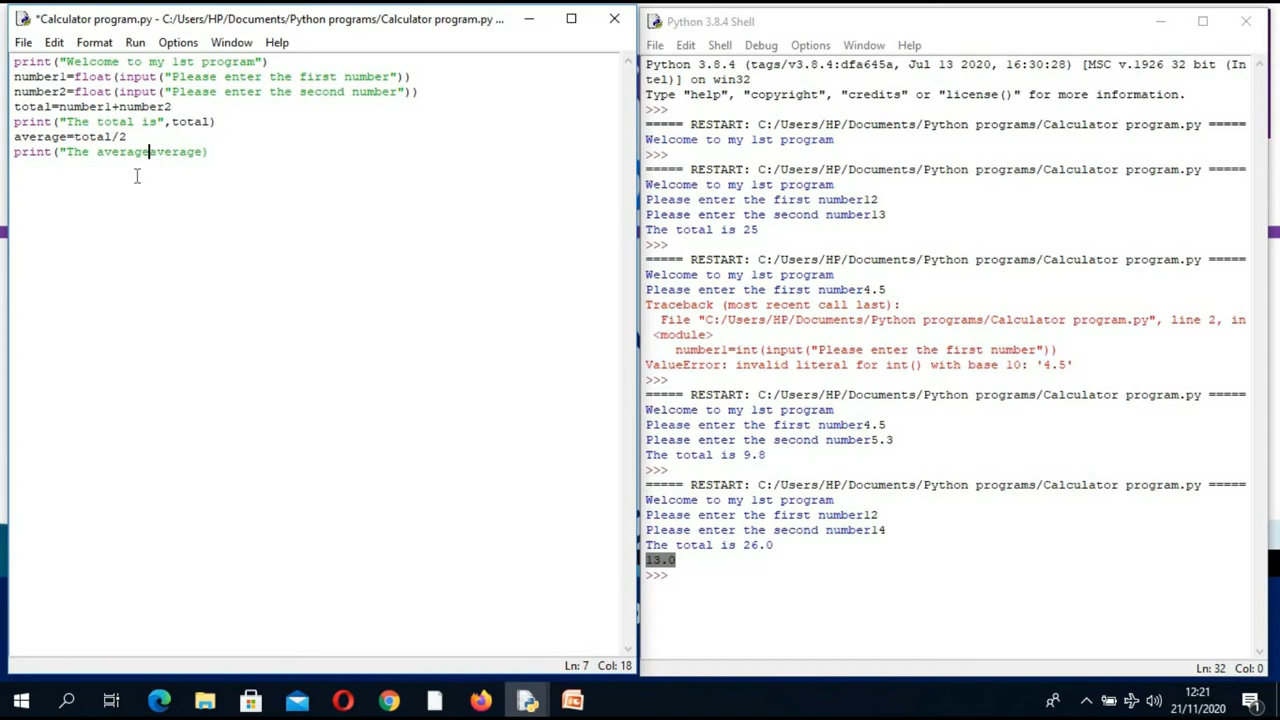 *Calculator program.py - C:/Users/HP/Documents/Python programs/Calculator program.py ...
File Edit Format Run Options Window Help
print("Welcome to my 1st program")
number1=float(input("Please enter the first number"))
number2=float(input("Please enter the second number"))
total=number1+number2
print("The total is",total)
average=total/2
print("The averageaverage)
Ln: 7 Col: 18
Python 3.8.4 Shell
File Edit Shell Debug Options Window Help
Python 3.8.4 (tags/v3.8.4:dfa645a, Jul 13 2020, 16:30:28) [MSC v.1926 32 bit (In
tel)] on win32
Type "help", "copyright", "credits" or "license()" for more information.
>>>
===== RESTART: C:/Users/HP/Documents/Python programs/Calculator program.py =====
Welcome to my 1st program
>>>
===== RESTART: C:/Users/HP/Documents/Python programs/Calculator program.py =====
Welcome to my 1st program
Please enter the first number12
Please enter the second number13
The total is 25
>>>
===== RESTART: C:/Users/HP/Documents/Python programs/Calculator program.py =====
Welcome to my 1st program
Please enter the first number4.5
Traceback (most recent call last):
File "C:/Users/HP/Documents/Python programs/Calculator program.py", line 2, in
<module>
number1=int(input("Please enter the first number"))
ValueError: invalid literal for int() with base 10: '4.5'
>>>
===== RESTART: C:/Users/HP/Documents/Python programs/Calculator program.py =====
Welcome to my 1st program
Please enter the first number4.5
Please enter the second number5.3
The total is 9.8
>>>
===== RESTART: C:/Users/HP/Documents/Python programs/Calculator program.py =====
Welcome to my 1st program
Please enter the first number12
Please enter the second number14
The total is 26.0
13.0
>>>
Ln: 32 Col: 0
12:21
21/11/2020
1